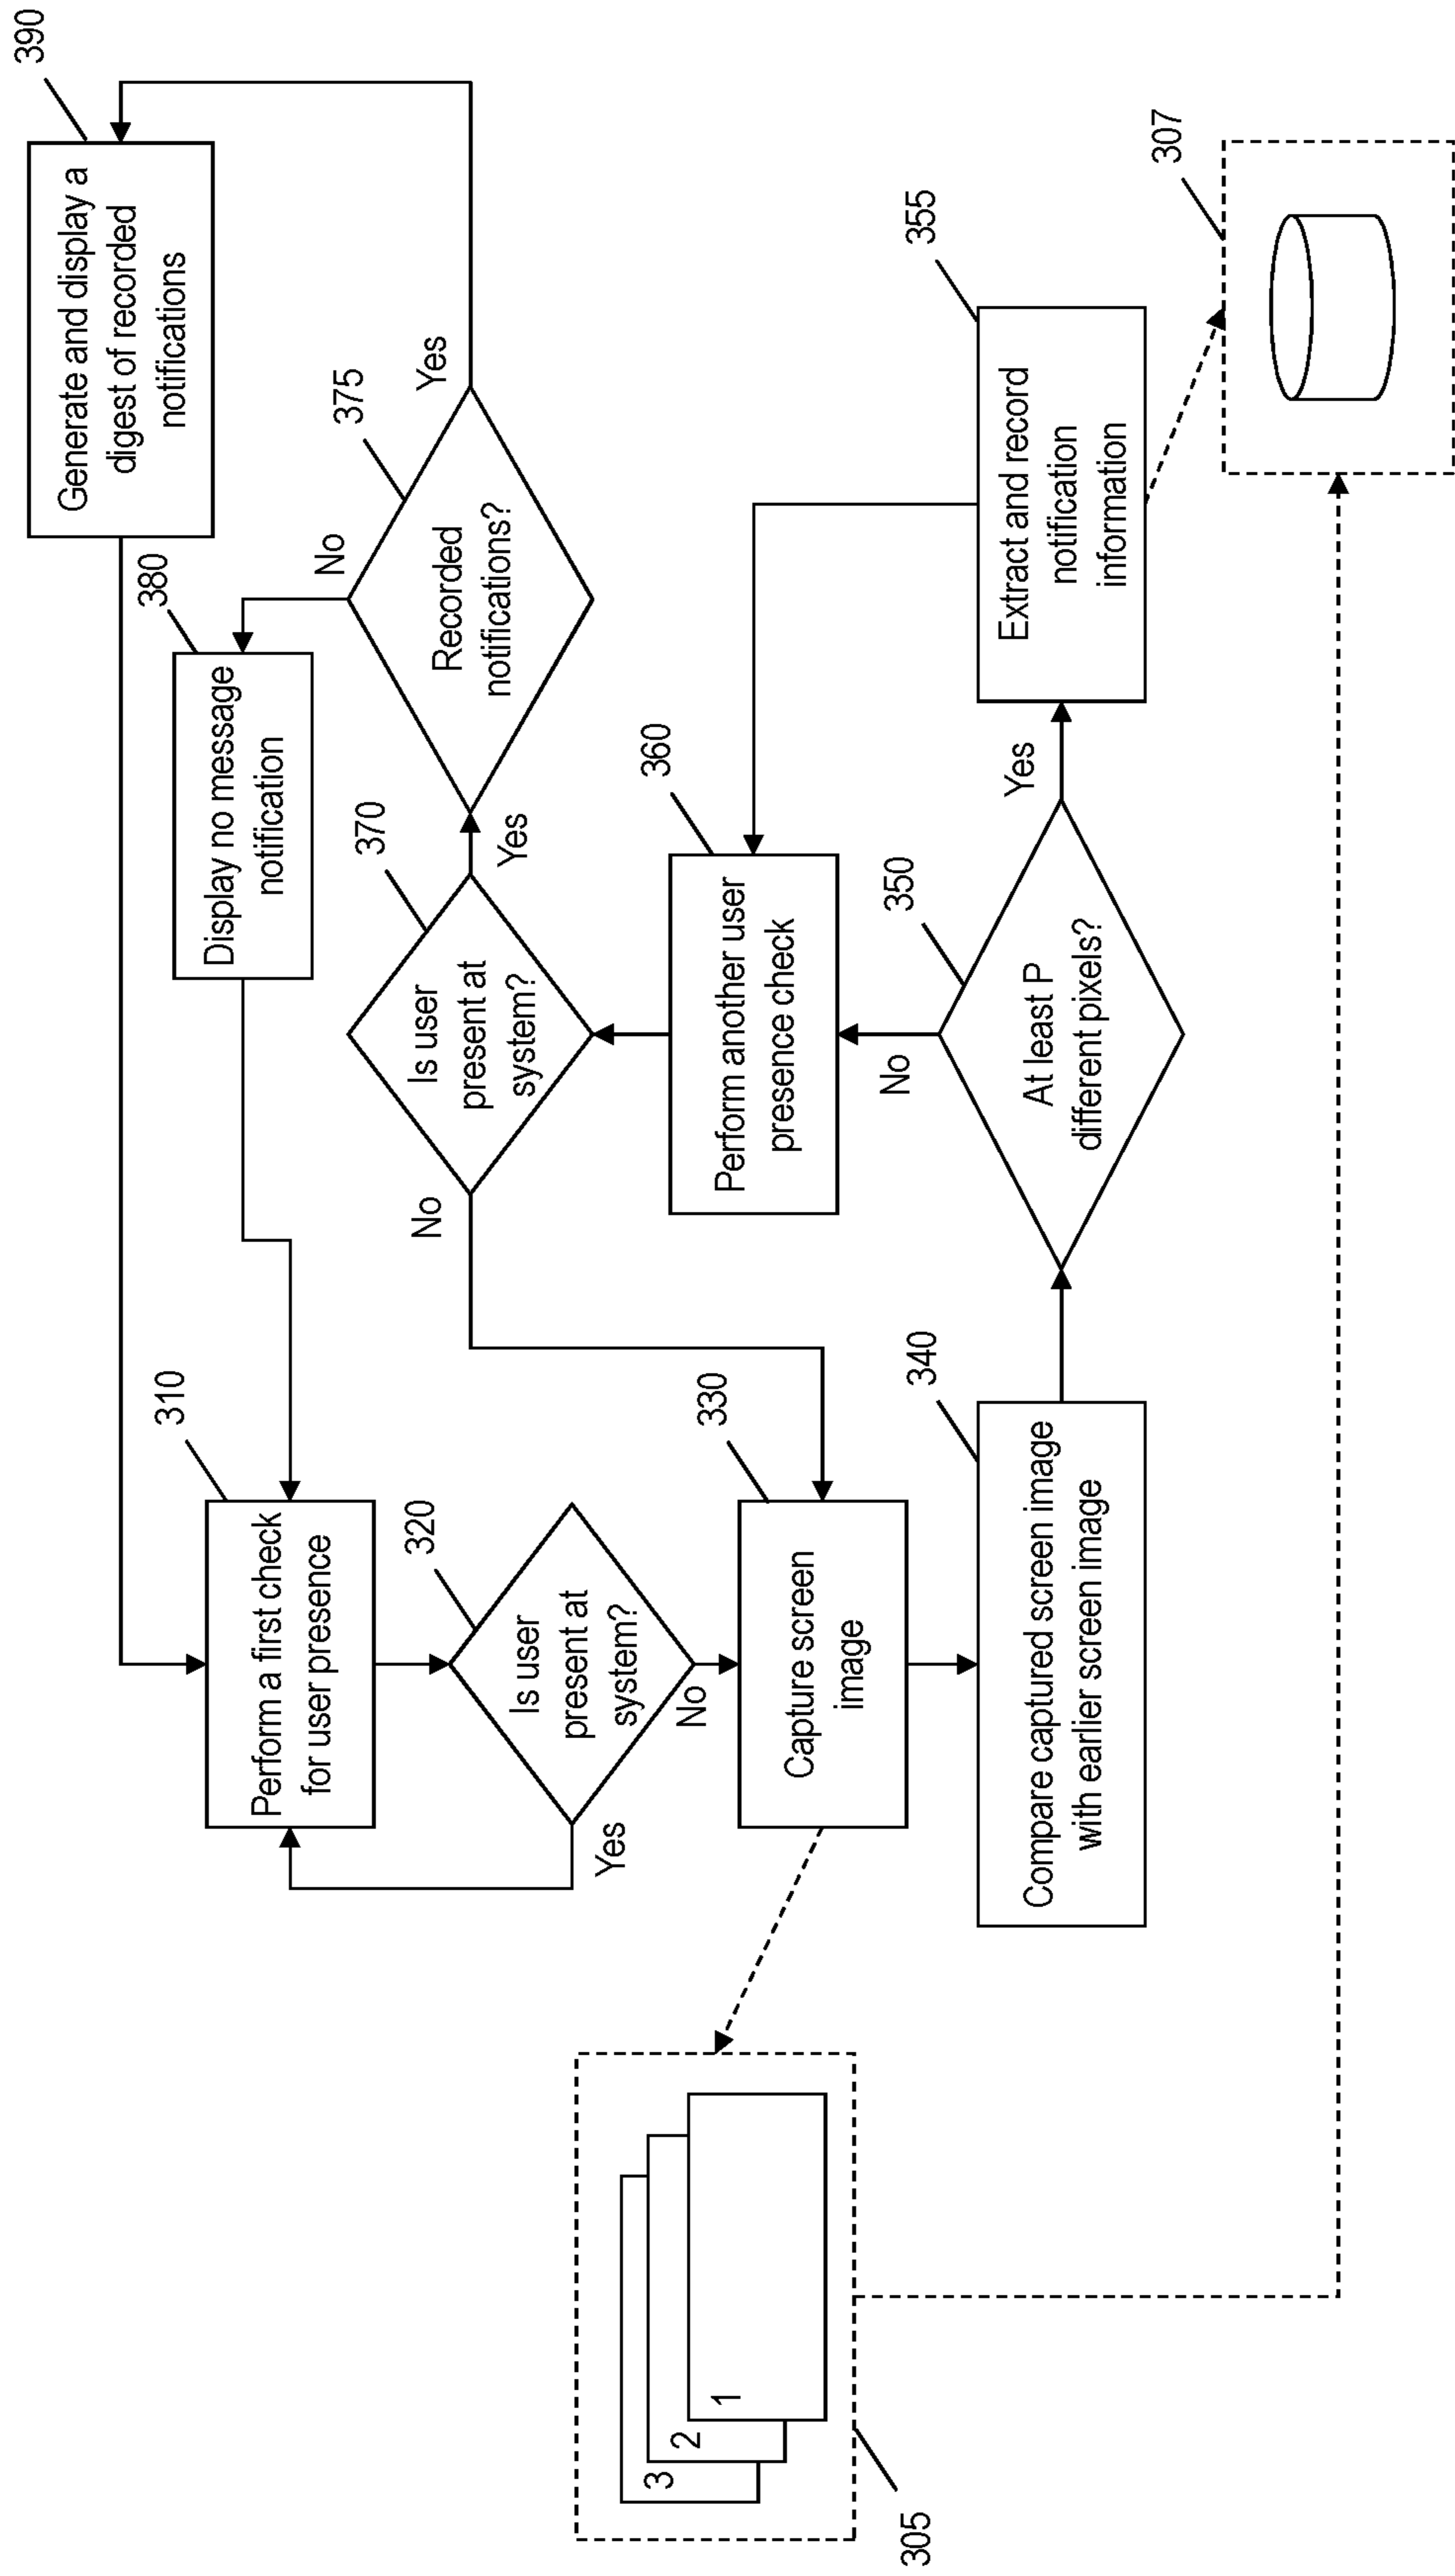 390
Generate and display a
digest of recorded
notifications
380
Display no message
notification
No
375
Recorded
notifications?
Yes
310
Perform a first check
for user presence
320
Is user
present at
system?
Yes
No
370
Is user
present at
system?
No
Yes
330
Capture screen
image
360
Perform another user
presence check
340
Compare captured screen image
with earlier screen image
350
At least P
different pixels?
No
Yes
355
Extract and record
notification
information
307
3
2
1
305